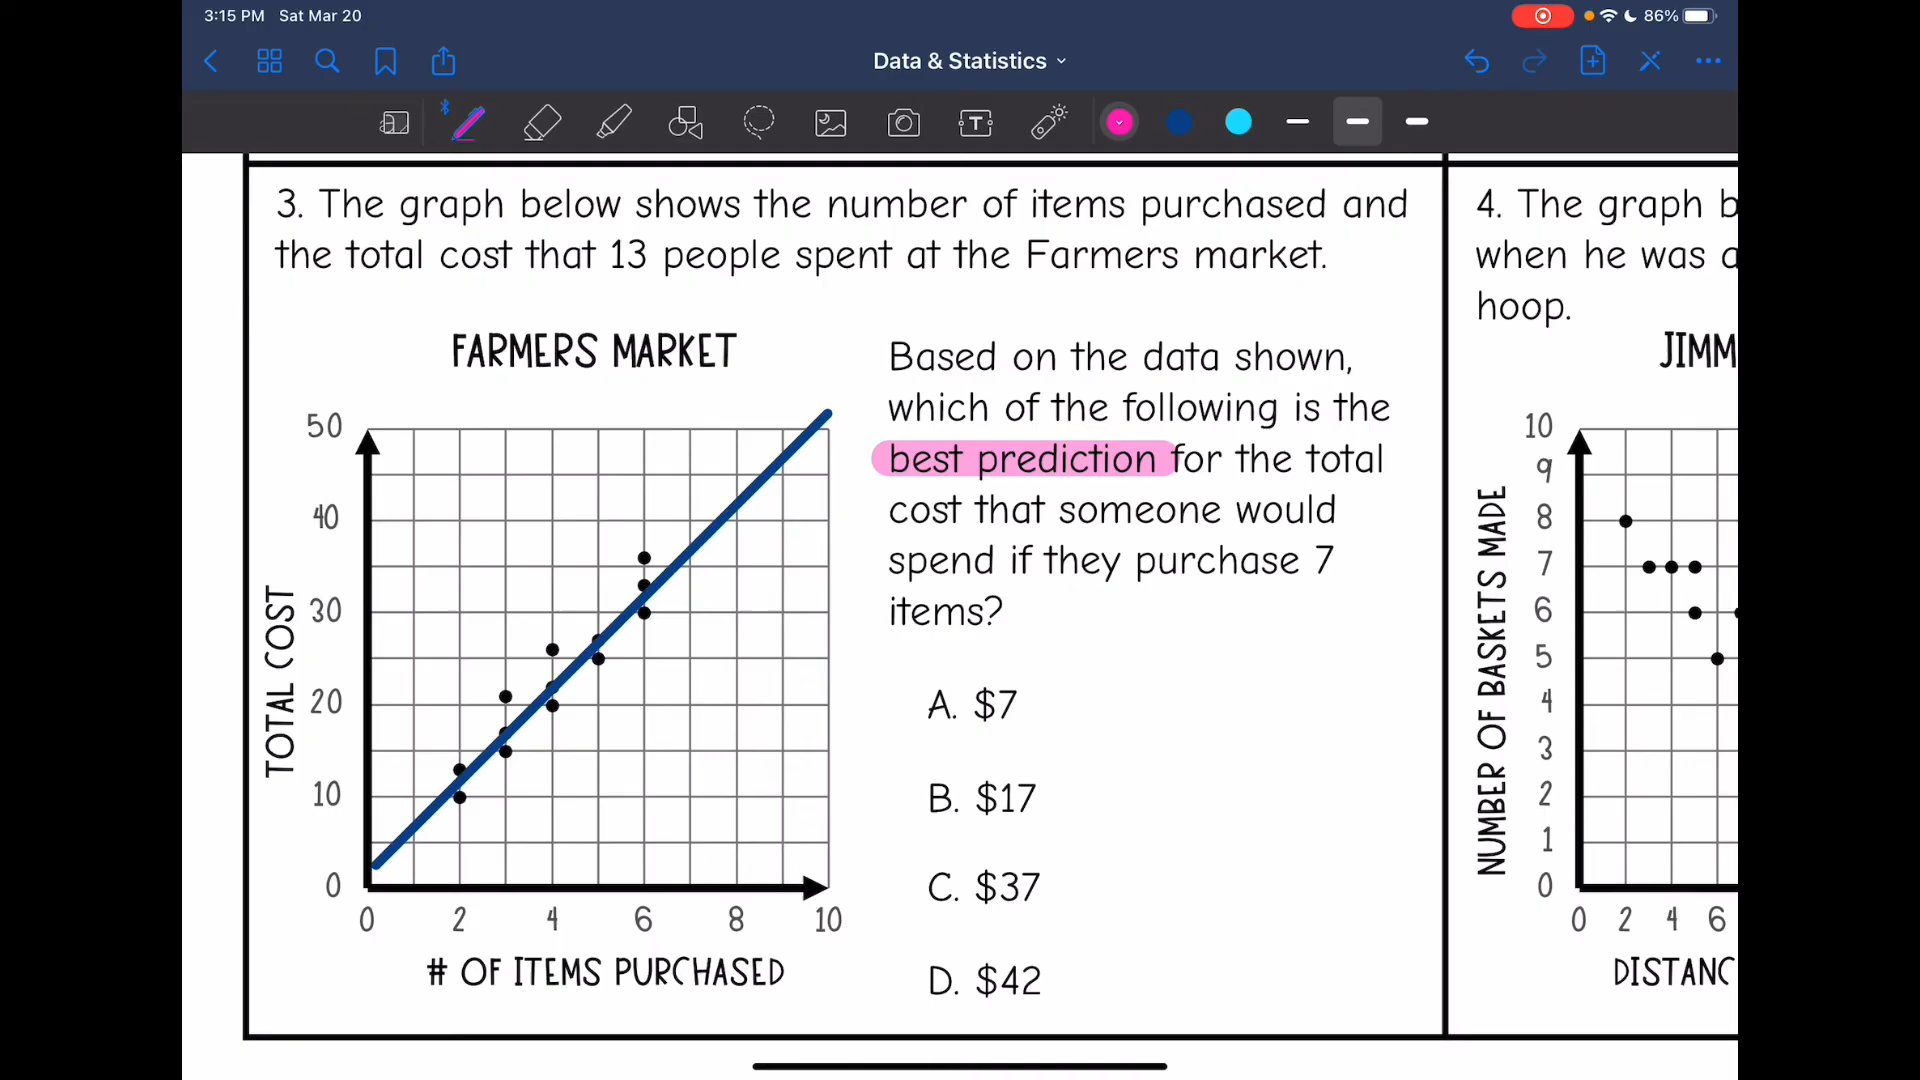 3:15 PM Sat Mar 20
86%
Data & Statistics
T
3. The graph below shows the number of items purchased and
the total cost that 13 people spent at the Farmers market.
FARMERS MARKET
50
40
30
20
10
0
TOTAL COST
0 2 4 6 8 10
# OF ITEMS PURCHASED
Based on the data shown,
which of the following is the
best prediction for the total
cost that someone would
spend if they purchase 7
items?
A. $7
B. $17
C. $37
D. $42
4. The graph b
when he was a
hoop.
JIMM
10
9
8
7
6
5
4
3
2
1
0
NUMBER OF BASKETS MADE
0 2 4 6
DISTANC